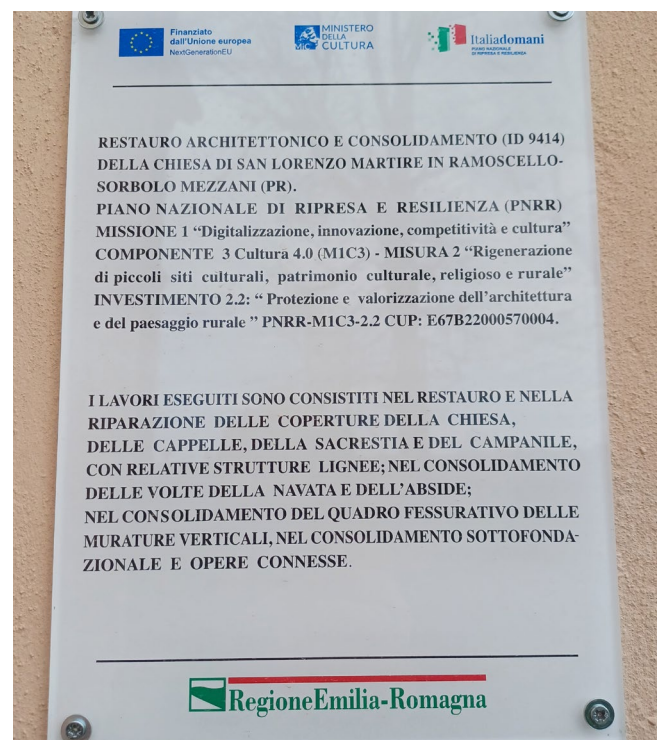 Finanziato
dall'Unione europea
NextGenerationEU
MiC
MINISTERO
DELLA
CULTURA
Italiadomani
PIANO NAZIONALE
DI RIPRESA E RESILIENZA
RESTAURO ARCHITETTONICO E CONSOLIDAMENTO (ID 9414)
DELLA CHIESA DI SAN LORENZO MARTIRE IN RAMOSCELLO-
SORBOLO MEZZANI (PR).
PIANO NAZIONALE DI RIPRESA E RESILIENZA (PNRR)
MISSIONE 1 “Digitalizzazione, innovazione, competitività e cultura”
COMPONENTE 3 Cultura 4.0 (M1C3) - MISURA 2 “Rigenerazione
di piccoli siti culturali, patrimonio culturale, religioso e rurale”
INVESTIMENTO 2.2: “ Protezione e valorizzazione dell’architettura
e del paesaggio rurale ” PNRR-M1C3-2.2 CUP: E67B22000570004.
I LAVORI ESEGUITI SONO CONSISTITI NEL RESTAURO E NELLA
RIPARAZIONE DELLE COPERTURE DELLA CHIESA,
DELLE CAPPELLE, DELLA SACRESTIA E DEL CAMPANILE,
CON RELATIVE STRUTTURE LIGNEE; NEL CONSOLIDAMENTO
DELLE VOLTE DELLA NAVATA E DELL’ABSIDE;
NEL CONSOLIDAMENTO DEL QUADRO FESSURATIVO DELLE
MURATURE VERTICALI, NEL CONSOLIDAMENTO SOTTOFONDA-
ZIONALE E OPERE CONNESSE.
RegioneEmilia-Romagna